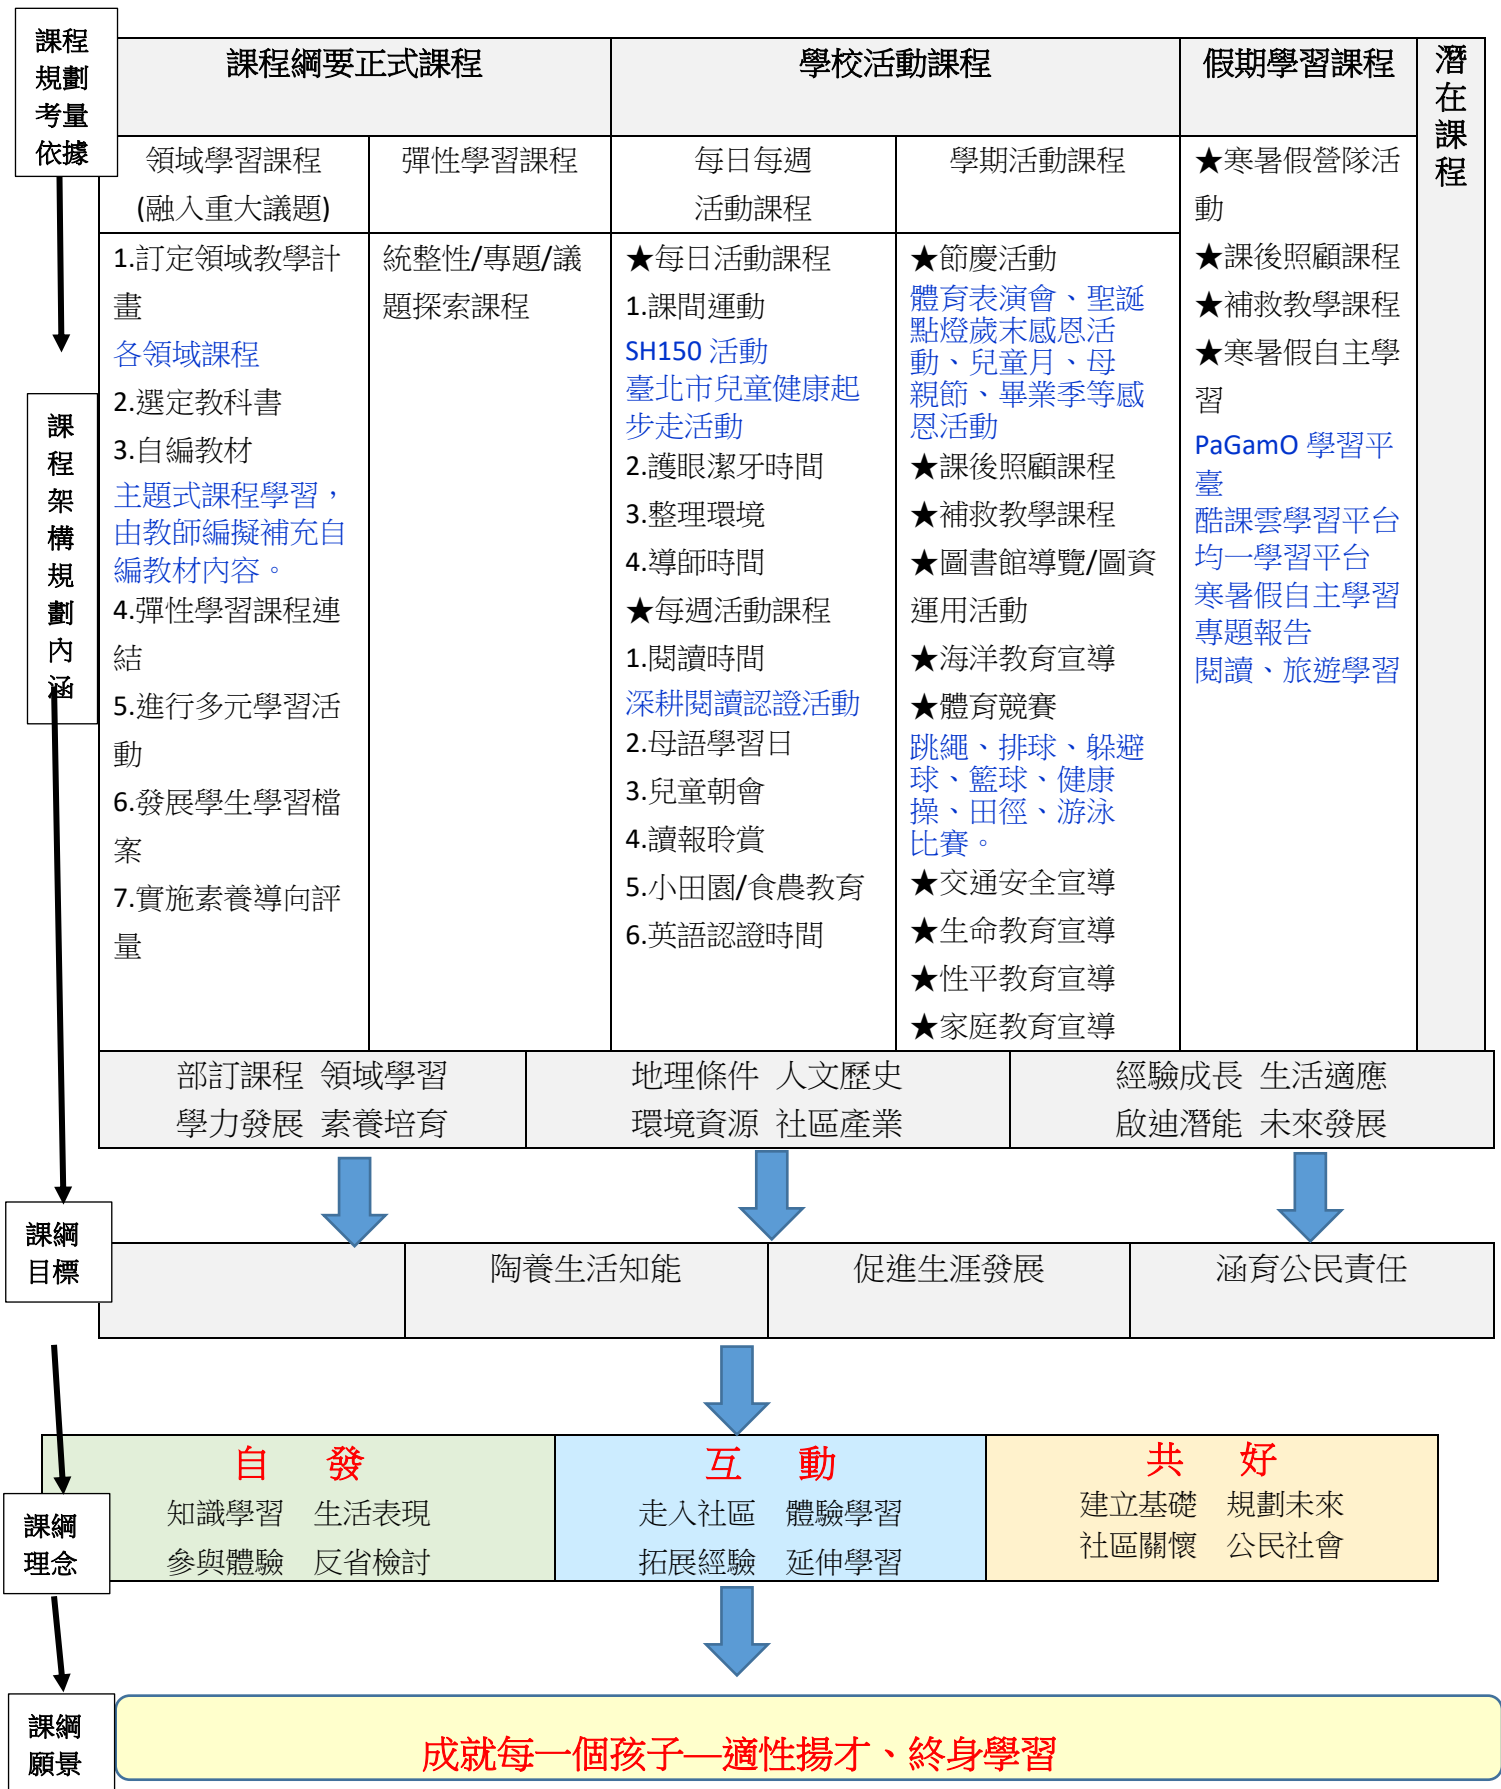 課程
規劃
考量
依據
課程綱要正式課程
學校活動課程
假期學習課程
潛在課程
領域學習課程
(融入重大議題)
彈性學習課程
每日每週
活動課程
學期活動課程
1.訂定領域教學計
畫
各領域課程
2.選定教科書
3.自編教材
主題式課程學習，
由教師編擬補充自
編教材內容。
4.彈性學習課程連
結
5.進行多元學習活
動
6.發展學生學習檔
案
7.實施素養導向評
量
統整性/專題/議
題探索課程
★每日活動課程
1.課間運動
SH150 活動
臺北市兒童健康起
步走活動
2.護眼潔牙時間
3.整理環境
4.導師時間
★每週活動課程
1.閱讀時間
深耕閱讀認證活動
2.母語學習日
3.兒童朝會
4.讀報聆賞
5.小田園/食農教育
6.英語認證時間
★節慶活動
體育表演會、聖誕
點燈歲末感恩活
動、兒童月、母
親節、畢業季等感
恩活動
★課後照顧課程
★補救教學課程
★圖書館導覽/圖資
運用活動
★海洋教育宣導
★體育競賽
跳繩、排球、躲避
球、籃球、健康
操、田徑、游泳
比賽。
★交通安全宣導
★生命教育宣導
★性平教育宣導
★家庭教育宣導
★寒暑假營隊活
動
★課後照顧課程
★補救教學課程
★寒暑假自主學
習
PaGamO 學習平
臺
酷課雲學習平台
均一學習平台
寒暑假自主學習
專題報告
閱讀、旅遊學習
課程架構規劃內涵
部訂課程 領域學習
學力發展 素養培育
地理條件 人文歷史
環境資源 社區產業
經驗成長 生活適應
啟迪潛能 未來發展
課綱
目標
陶養生活知能
促進生涯發展
涵育公民責任
課綱
理念
自 發
知識學習 生活表現
參與體驗 反省檢討
互 動
走入社區 體驗學習
拓展經驗 延伸學習
共 好
建立基礎 規劃未來
社區關懷 公民社會
課綱
願景
成就每一個孩子—適性揚才、終身學習